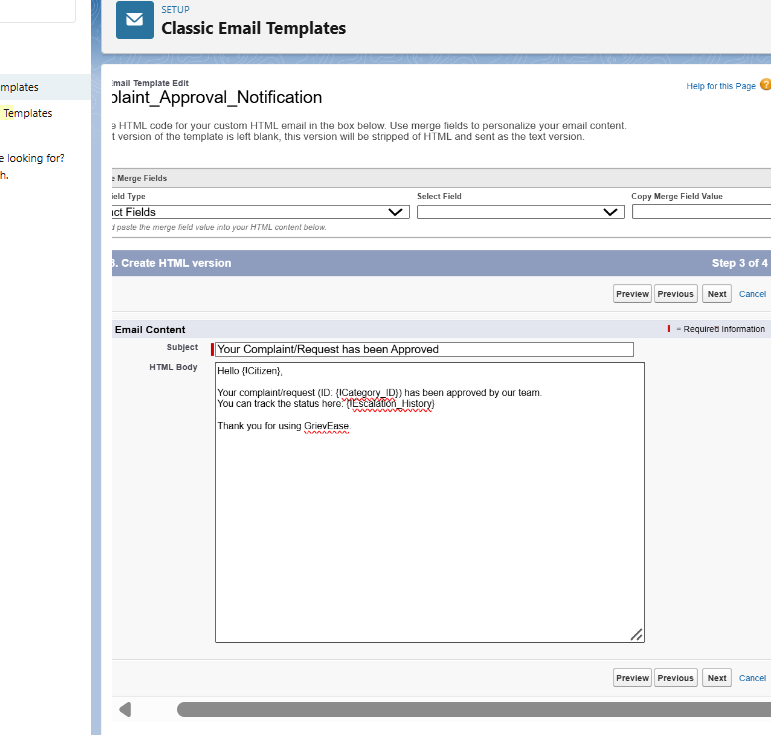 SETUP
Classic Email Templates
mplates
Templates
e looking for?
h.
mail Template Edit
plaint_Approval_Notification
Help for this Page
e HTML code for your custom HTML email in the box below. Use merge fields to personalize your email content.
t version of the template is left blank, this version will be stripped of HTML and sent as the text version.
e Merge Fields
ield Type Select Field Copy Merge Field Value
ct Fields
d paste the merge field value into your HTML content below.
3. Create HTML version Step 3 of 4
Preview Previous Next Cancel
Email Content = Required Information
Subject Your Complaint/Request has been Approved
HTML Body
Hello {!Citizen},
Your complaint/request (ID: {!Category_ID}) has been approved by our team.
You can track the status here: {!Escalation_History}
Thank you for using GrievEase.
Preview Previous Next Cancel